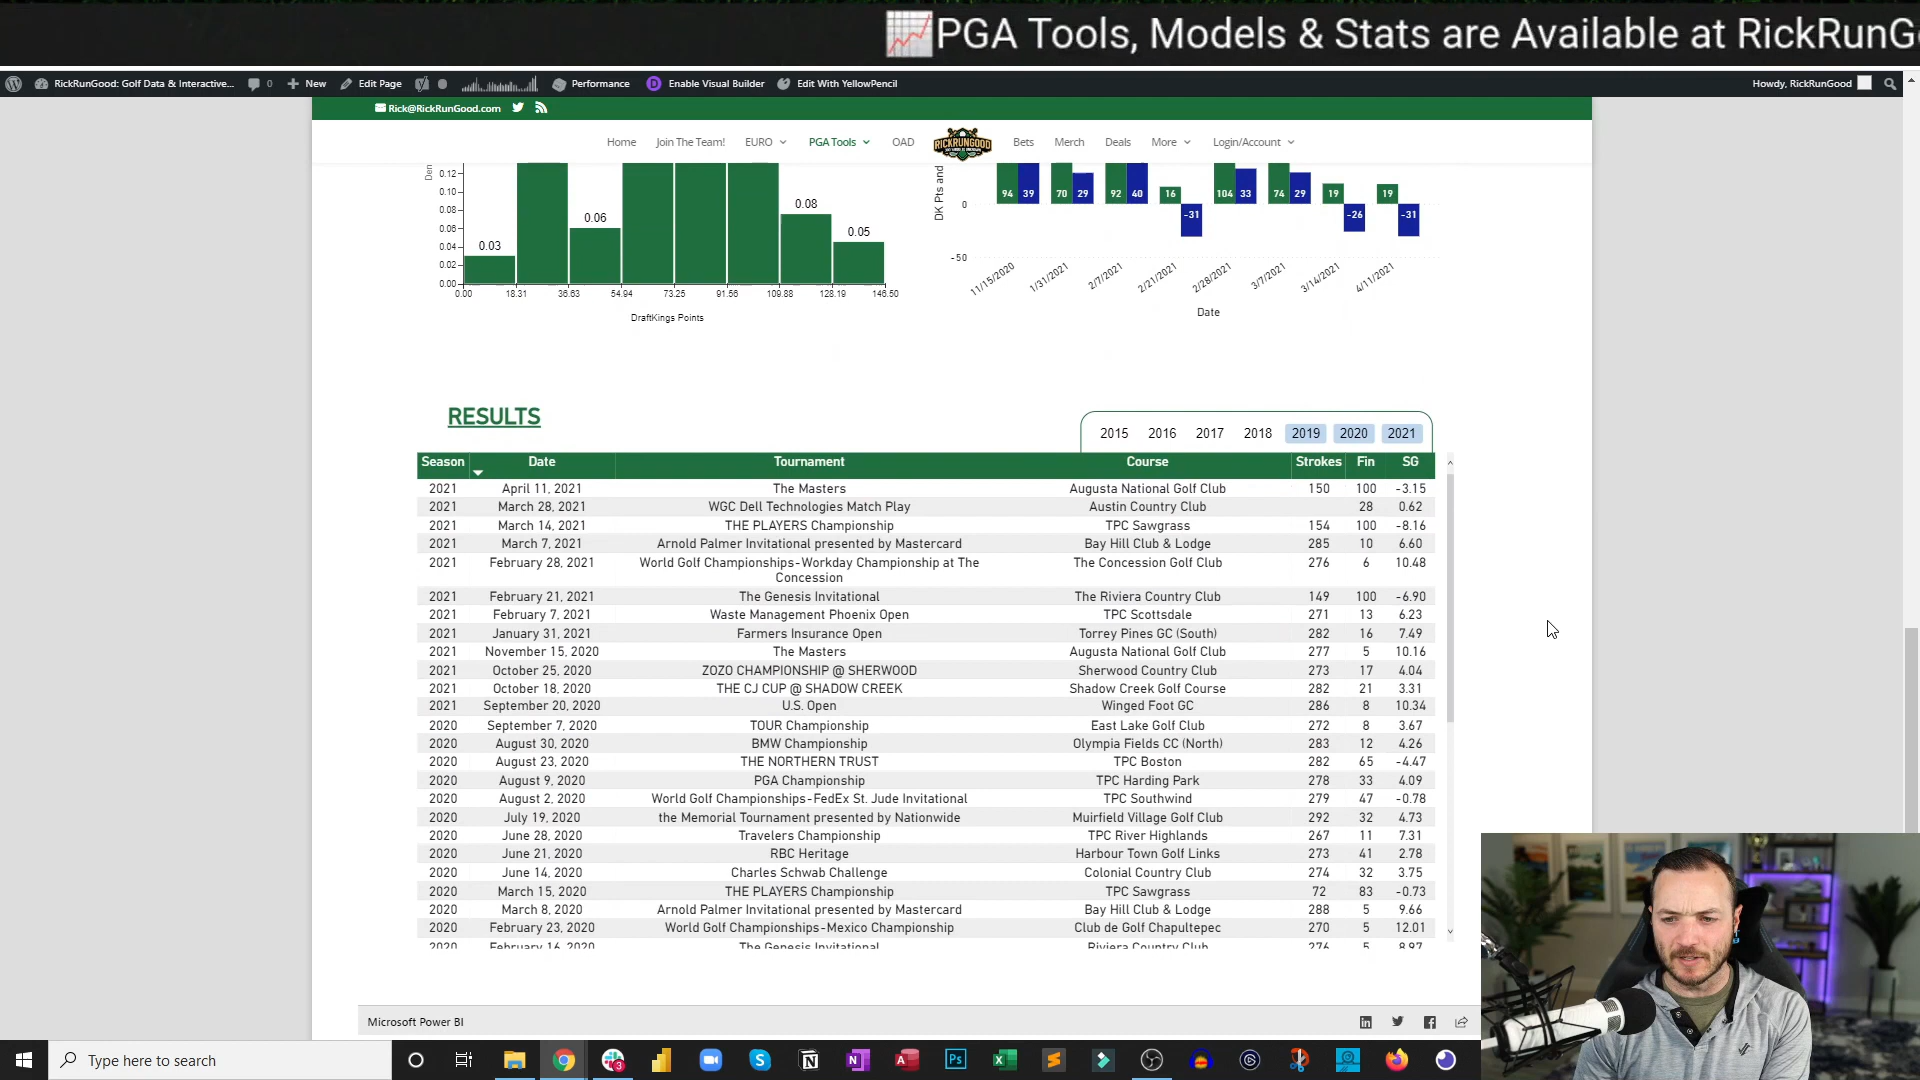 PGA Tools, Models & Stats are Available at RickRunG
RickRunGood: Golf Data & Interactive... 0 New Edit Page Performance Enable Visual Builder Edit With YellowPencil Howdy, RickRunGood
Rick@RickRunGood.com
Home Join The Team! EURO PGA Tools OAD RICKRUNGOOD Bets Merch Deals More Login/Account
Den
0.12
0.10
0.08
0.06
0.04
0.02
0.00
0.03 0.06 0.08 0.05
0.00 18.31 36.63 54.94 73.25 91.56 109.88 128.19 146.50
DraftKings Points
DK Pts and
0
-50
94 39 70 29 92 40 16 -31 104 33 74 29 19 -26 19 -31
11/15/2020 1/31/2021 2/7/2021 2/21/2021 2/28/2021 3/7/2021 3/14/2021 4/11/2021
Date
RESULTS
2015 2016 2017 2018 2019 2020 2021
Season Date Tournament Course Strokes Fin SG
2021 April 11, 2021 The Masters Augusta National Golf Club 150 100 -3.15
2021 March 28, 2021 WGC Dell Technologies Match Play Austin Country Club 28 0.62
2021 March 14, 2021 THE PLAYERS Championship TPC Sawgrass 154 100 -8.16
2021 March 7, 2021 Arnold Palmer Invitational presented by Mastercard Bay Hill Club & Lodge 285 10 6.60
2021 February 28, 2021 World Golf Championships-Workday Championship at The The Concession Golf Club 276 6 10.48
Concession
2021 February 21, 2021 The Genesis Invitational The Riviera Country Club 149 100 -6.90
2021 February 7, 2021 Waste Management Phoenix Open TPC Scottsdale 271 13 6.23
2021 January 31, 2021 Farmers Insurance Open Torrey Pines GC (South) 282 16 7.49
2021 November 15, 2020 The Masters Augusta National Golf Club 277 5 10.16
2021 October 25, 2020 ZOZO CHAMPIONSHIP @ SHERWOOD Sherwood Country Club 273 17 4.04
2021 October 18, 2020 THE CJ CUP @ SHADOW CREEK Shadow Creek Golf Course 282 21 3.31
2021 September 20, 2020 U.S. Open Winged Foot GC 286 8 10.34
2020 September 7, 2020 TOUR Championship East Lake Golf Club 272 8 3.67
2020 August 30, 2020 BMW Championship Olympia Fields CC (North) 283 12 4.26
2020 August 23, 2020 THE NORTHERN TRUST TPC Boston 282 65 -4.47
2020 August 9, 2020 PGA Championship TPC Harding Park 278 33 4.09
2020 August 2, 2020 World Golf Championships-FedEx St. Jude Invitational TPC Southwind 279 47 -0.78
2020 July 19, 2020 the Memorial Tournament presented by Nationwide Muirfield Village Golf Club 292 32 4.73
2020 June 28, 2020 Travelers Championship TPC River Highlands 267 11 7.31
2020 June 21, 2020 RBC Heritage Harbour Town Golf Links 273 41 2.78
2020 June 14, 2020 Charles Schwab Challenge Colonial Country Club 274 32 3.75
2020 March 15, 2020 THE PLAYERS Championship TPC Sawgrass 72 83 -0.73
2020 March 8, 2020 Arnold Palmer Invitational presented by Mastercard Bay Hill Club & Lodge 288 5 9.66
2020 February 23, 2020 World Golf Championships-Mexico Championship Club de Golf Chapultepec 270 5 12.01
2020 February 16, 2020 The Genesis Invitational Riviera Country Club 276 5 8.97
Microsoft Power BI
Type here to search